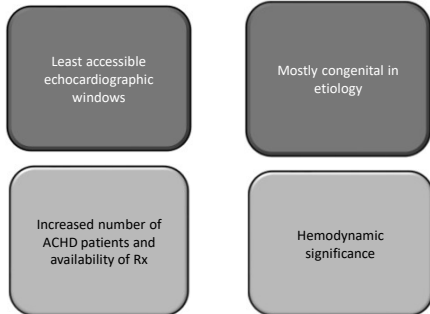 Least accessible
echocardiographic
windows
Mostly congenital in
etiology
Increased number of
ACHD patients and
availability of Rx
Hemodynamic
significance